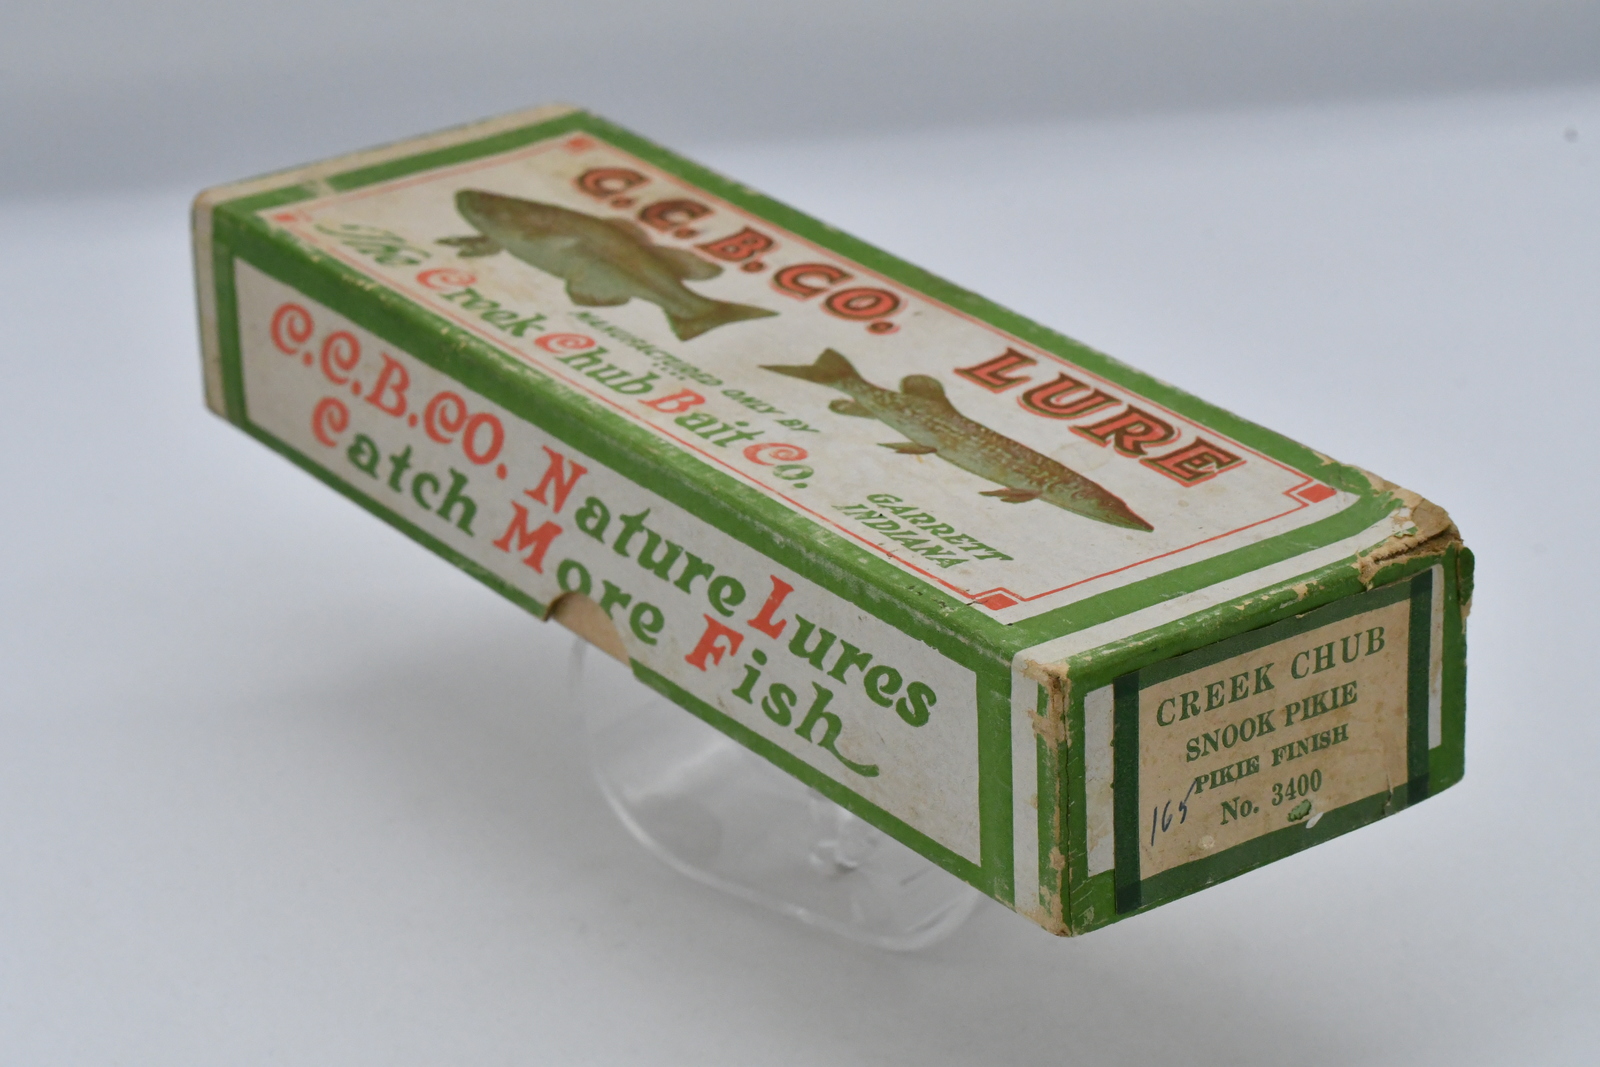 C.C.B.CO. LURE
MANUFACTURED ONLY BY
The Creek Chub Bait Co.
GARRETT
INDIANA
C.C.B.CO. Nature Lures
Catch More Fish
CREEK CHUB
SNOOK PIKIE
PIKIE FINISH
No. 3400
165